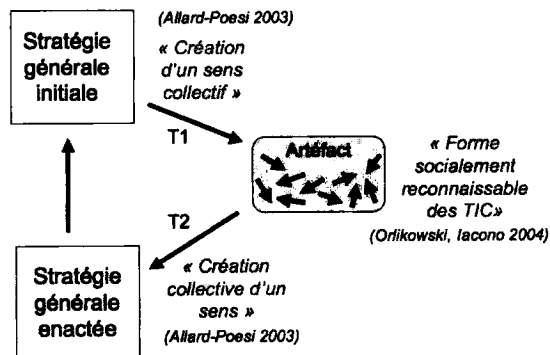 (Allard-Poesi 2003)
Stratégie
générale
initiale
« Création
d'un sens
collectif »
T1
Artéfact
« Forme
socialement
reconnaissable
des TIC»
(Orlikowski, Iacono 2004)
T2
Stratégie
générale
enactée
« Création
collective d'un
sens »
(Allard-Poesi 2003)